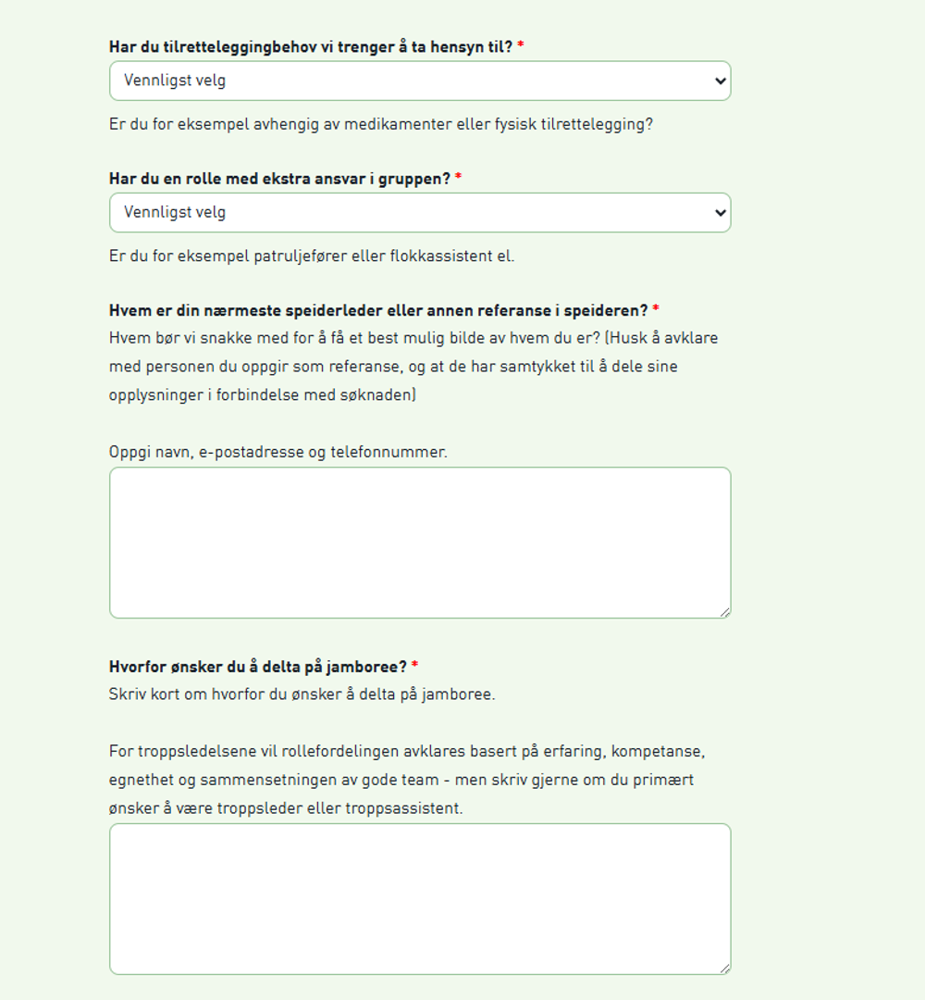 Har du tilretteleggingbehov vi trenger å ta hensyn til? *
Vennligst velg
Er du for eksempel avhengig av medikamenter eller fysisk tilrettelegging?
Har du en rolle med ekstra ansvar i gruppen? *
Vennligst velg
Er du for eksempel patruljefører eller flokkassistent el.
Hvem er din nærmeste speiderleder eller annen referanse i speideren? *
Hvem bør vi snakke med for å få et best mulig bilde av hvem du er? (Husk å avklare
med personen du oppgir som referanse, og at de har samtykket til å dele sine
opplysninger i forbindelse med søknaden)
Oppgi navn, e-postadresse og telefonnummer.
Hvorfor ønsker du å delta på jamboree? *
Skriv kort om hvorfor du ønsker å delta på jamboree.
For troppsledelsene vil rollefordelingen avklares basert på erfaring, kompetanse,
egnethet og sammensetningen av gode team - men skriv gjerne om du primært
ønsker å være troppsleder eller troppsassistent.